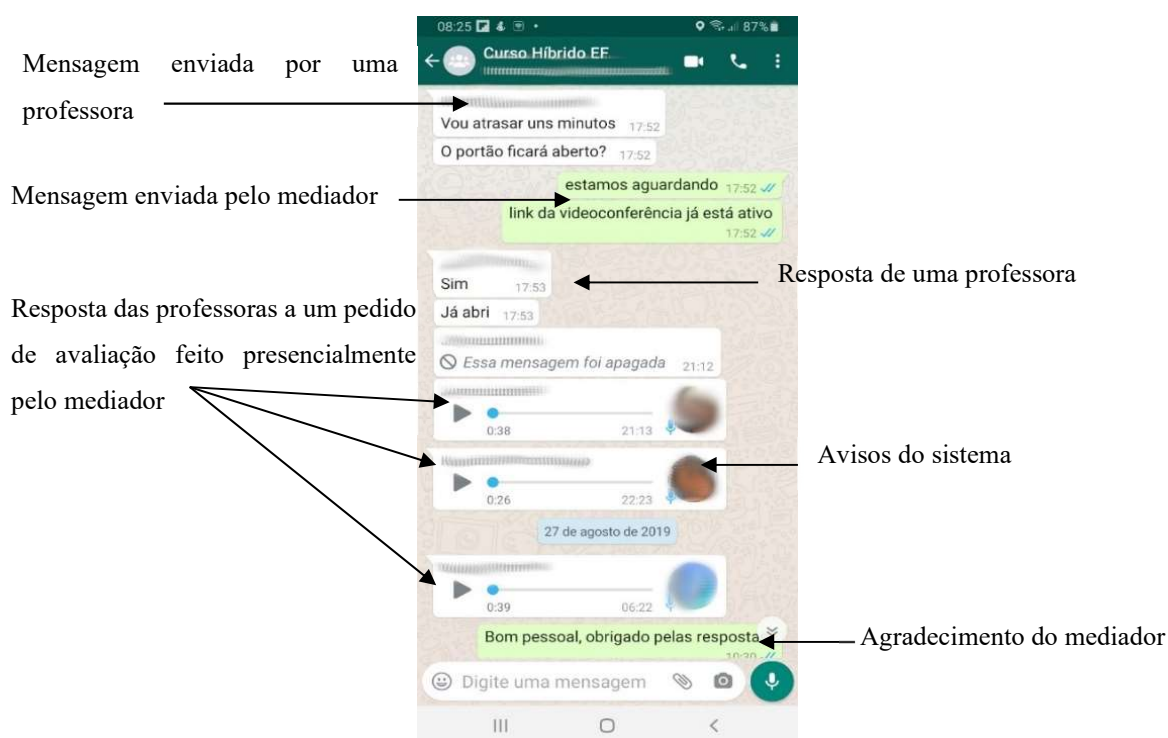 08:25
87%
Curso Híbrido EF
Mensagem enviada por uma
professora
Vou atrasar uns minutos 17:52
O portão ficará aberto? 17:52
Mensagem enviada pelo mediador
estamos aguardando 17:52
link da videoconferência já está ativo
17:52
Resposta de uma professora
Sim 17:53
Já abri 17:53
Resposta das professoras a um pedido
de avaliação feito presencialmente
pelo mediador
Essa mensagem foi apagada 21:12
0:38 21:13
Avisos do sistema
0:26 22:23
27 de agosto de 2019
0:39 06:22
Bom pessoal, obrigado pelas resposta
Agradecimento do mediador
Digite uma mensagem